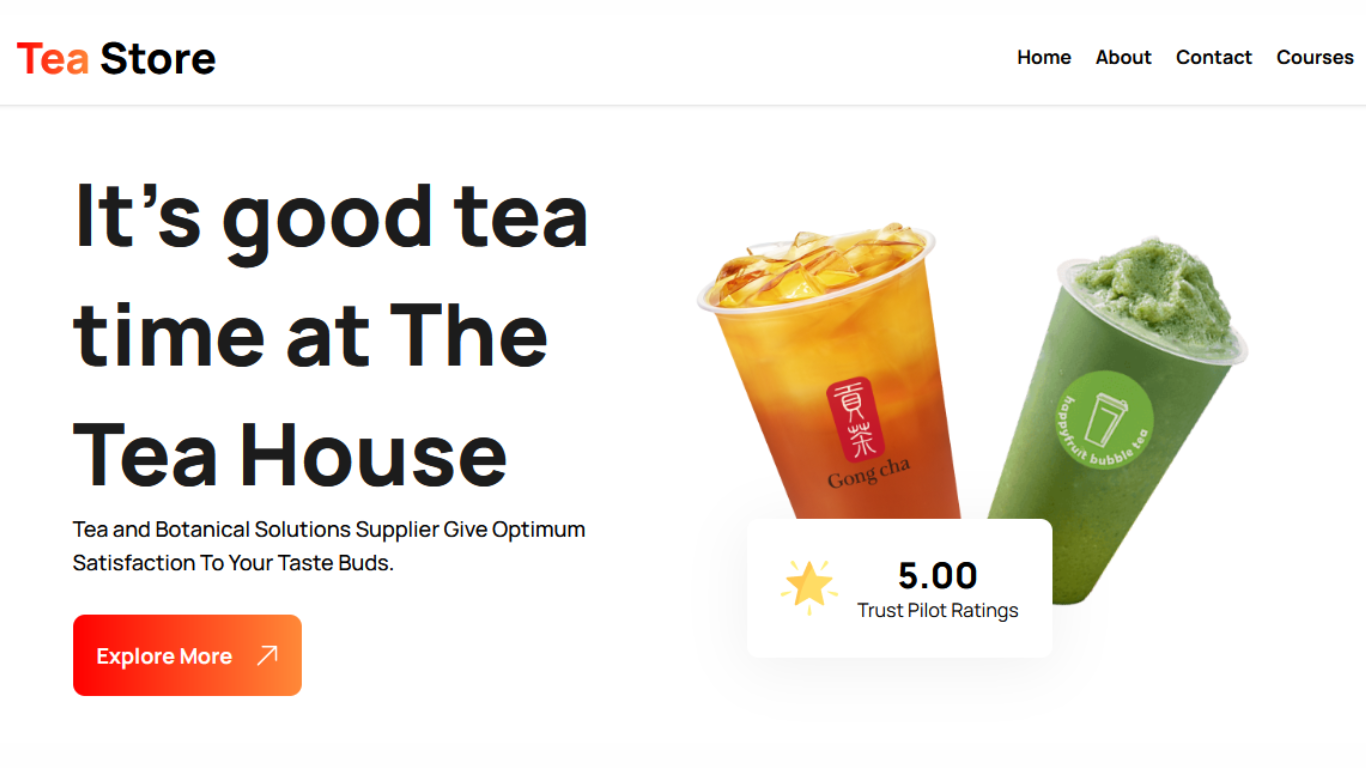 Tea Store
Home About Contact Courses
It’s good tea
time at The
Tea House
Tea and Botanical Solutions Supplier Give Optimum
Satisfaction To Your Taste Buds.
Explore More
貢茶
Gong cha
happyfruit bubble tea
5.00
Trust Pilot Ratings